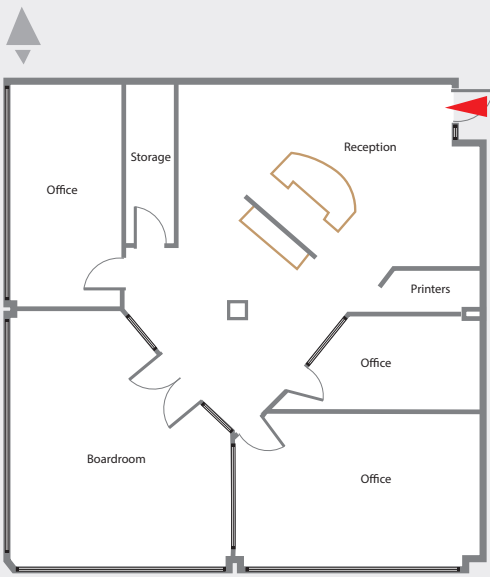 Reception
Storage
Office
Printers
Office
Boardroom
Office